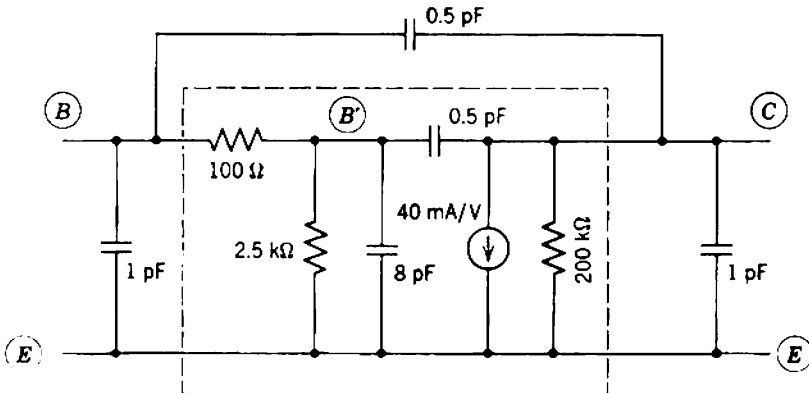 0.5 pF
B
B′
C
0.5 pF
100 Ω
40 mA/V
2.5 kΩ
200 kΩ
1 pF
8 pF
1 pF
E
E